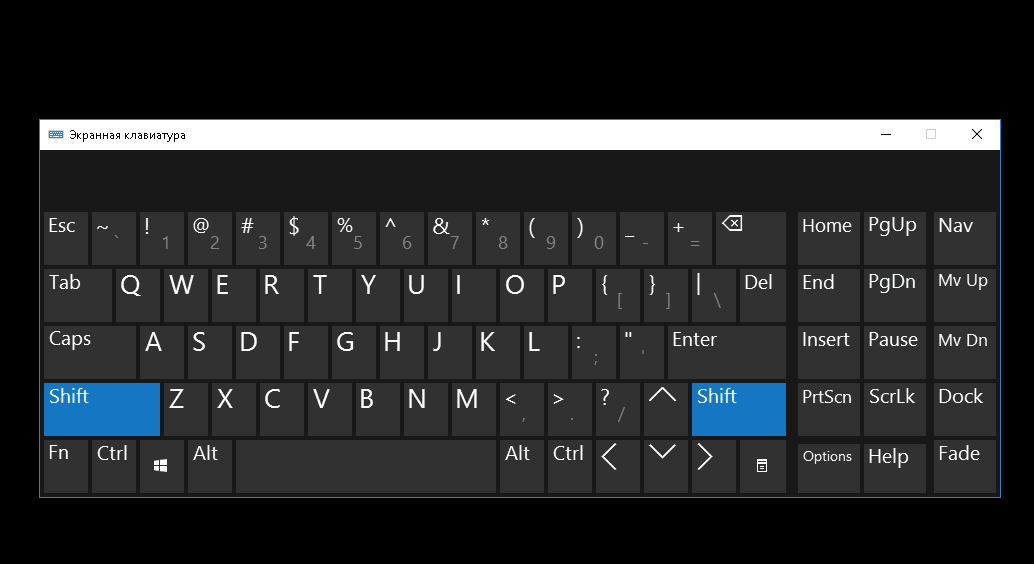 Экранная клавиатура
Esc ~ ` ! 1 @ 2 # 3 $ 4 % 5 ^ 6 & 7 * 8 ( 9 ) 0 _ - + = Home PgUp Nav
Tab Q W E R T Y U I O P { [ } ] | \ Del End PgDn Mv Up
Caps A S D F G H J K L : ; " ' Enter Insert Pause Mv Dn
Shift Z X C V B N M < , > . ? / Shift PrtScn ScrLk Dock
Fn Ctrl Alt Alt Ctrl Options Help Fade